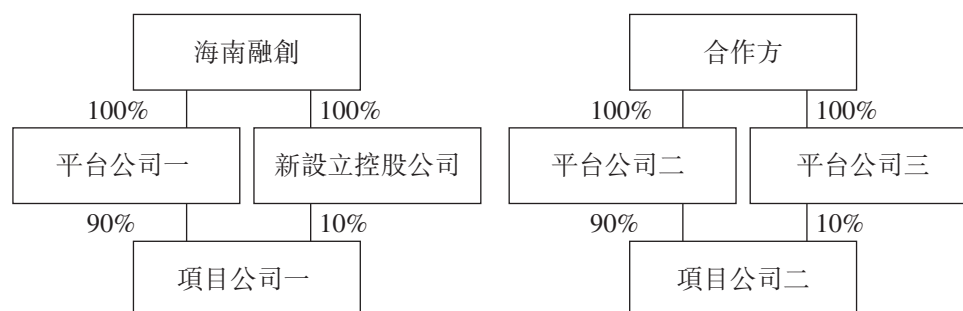 海南融創 合作方
100% 100% 100% 100%
平台公司一 新設立控股公司 平台公司二 平台公司三
90% 10% 90% 10%
項目公司一 項目公司二